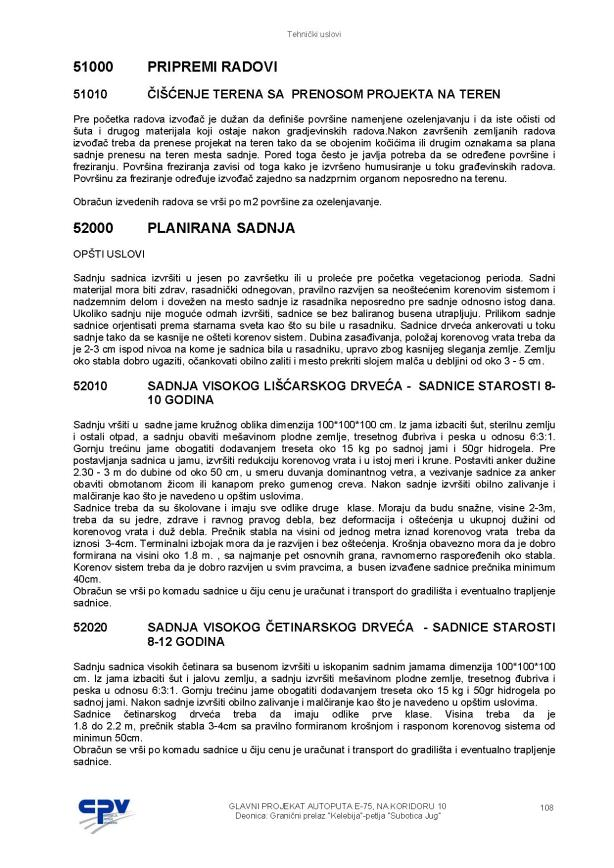 Tehnički uslovi
51000 PRIPREMI RADOVI
51010 ČIŠĆENJE TERENA SA PRENOSOM PROJEKTA NA TEREN
Pre početka radova izvođač je dužan da definiše površine namenjene ozelenjavanju i da iste očisti od
šuta i drugog materijala koji ostaje nakon gradjevinskih radova.Nakon završenih zemljanih radova
izvođač treba da prenese projekat na teren tako da se obojenim kočićima ili drugim oznakama sa plana
sadnje prenesu na teren mesta sadnje. Pored toga često je javlja potreba da se određene površine i
freziranju. Površina freziranja zavisi od toga kako je izvršeno humusiranje u toku građevinskih radova.
Površinu za freziranje određuje izvođač zajedno sa nadzprnim organom neposredno na terenu.
Obračun izvedenih radova se vrši po m2 površine za ozelenjavanje.
52000 PLANIRANA SADNJA
OPŠTI USLOVI
Sadnju sadnica izvršiti u jesen po završetku ili u proleće pre početka vegetacionog perioda. Sadni
materijal mora biti zdrav, rasadnički odnegovan, pravilno razvijen sa neoštećenim korenovim sistemom i
nadzemnim delom i dovežen na mesto sadnje iz rasadnika neposredno pre sadnje odnosno istog dana.
Ukoliko sadnju nije moguće odmah izvršiti, sadnice se bez baliranog busena utrapljuju. Prilikom sadnje
sadnice orjentisati prema starnama sveta kao što su bile u rasadniku. Sadnice drveća ankerovati u toku
sadnje tako da se kasnije ne ošteti korenov sistem. Dubina zasađivanja, položaj korenovog vrata treba da
je 2-3 cm ispod nivoa na kome je sadnica bila u rasadniku, upravo zbog kasnijeg sleganja zemlje. Zemlju
oko stabla dobro ugaziti, očankovati obilno zaliti i mesto prekriti slojem malča u debljini od oko 3 - 5 cm.
52010 SADNJA VISOKOG LIŠĆARSKOG DRVEĆA - SADNICE STAROSTI 8-
10 GODINA
Sadnju vršiti u sadne jame kružnog oblika dimenzija 100*100*100 cm. Iz jama izbaciti šut, sterilnu zemlju
i ostali otpad, a sadnju obaviti mešavinom plodne zemlje, tresetnog đubriva i peska u odnosu 6:3:1.
Gornju trećinu jame obogatiti dodavanjem treseta oko 15 kg po sadnoj jami i 50gr hidrogela. Pre
postavljanja sadnica u jamu, izvršiti redukciju korenovog vrata i u istoj meri i krune. Postaviti anker dužine
2.30 - 3 m do dubine od oko 50 cm, u smeru duvanja dominantnog vetra, a vezivanje sadnice za anker
obaviti obmotanom žicom ili kanapom preko gumenog creva. Nakon sadnje izvršiti obilno zalivanje i
malčiranje kao što je navedeno u opštim uslovima.
Sadnice treba da su školovane i imaju sve odlike druge klase. Moraju da budu snažne, visine 2-3m,
treba da su jedre, zdrave i ravnog pravog debla, bez deformacija i oštećenja u ukupnoj dužini od
korenovog vrata i duž debla. Prečnik stabla na visini od jednog metra iznad korenovog vrata treba da
iznosi 3-4cm. Terminalni izbojak mora da je razvijen i bez oštećenja. Krošnja obavezno mora da je dobro
formirana na visini oko 1.8 m. , sa najmanje pet osnovnih grana, ravnomerno raspoređenih oko stabla.
Korenov sistem treba da je dobro razvijen u svim pravcima, a busen izvađene sadnice prečnika minimum
40cm.
Obračun se vrši po komadu sadnice u čiju cenu je uračunat i transport do gradilišta i eventualno trapljenje
sadnice.
52020 SADNJA VISOKOG ČETINARSKOG DRVEĆA - SADNICE STAROSTI
8-12 GODINA
Sadnju sadnica visokih četinara sa busenom izvršiti u iskopanim sadnim jamama dimenzija 100*100*100
cm. Iz jama izbaciti šut i jalovu zemlju, a sadnju izvršiti mešavinom plodne zemlje, tresetnog đubriva i
peska u odnosu 6:3:1. Gornju trećinu jame obogatiti dodavanjem treseta oko 15 kg i 50gr hidrogela po
sadnoj jami. Nakon sadnje izvršiti obilno zalivanje i malčiranje kao što je navedeno u opštim uslovima.
Sadnice četinarskog drveća treba da imaju odlike prve klase. Visina treba da je
1.8 do 2.2 m, prečnik stabla 3-4cm sa pravilno formiranom krošnjom i rasponom korenovog sistema od
minimun 50cm.
Obračun se vrši po komadu sadnice u čiju cenu je uračunat i transport do gradilišta i eventualno trapljenje
sadnice.
CPV
GLAVNI PROJEKAT AUTOPUTA E-75, NA KORIDORU 10
Deonica: Granični prelaz "Kelebija"-petlja "Subotica Jug"
108